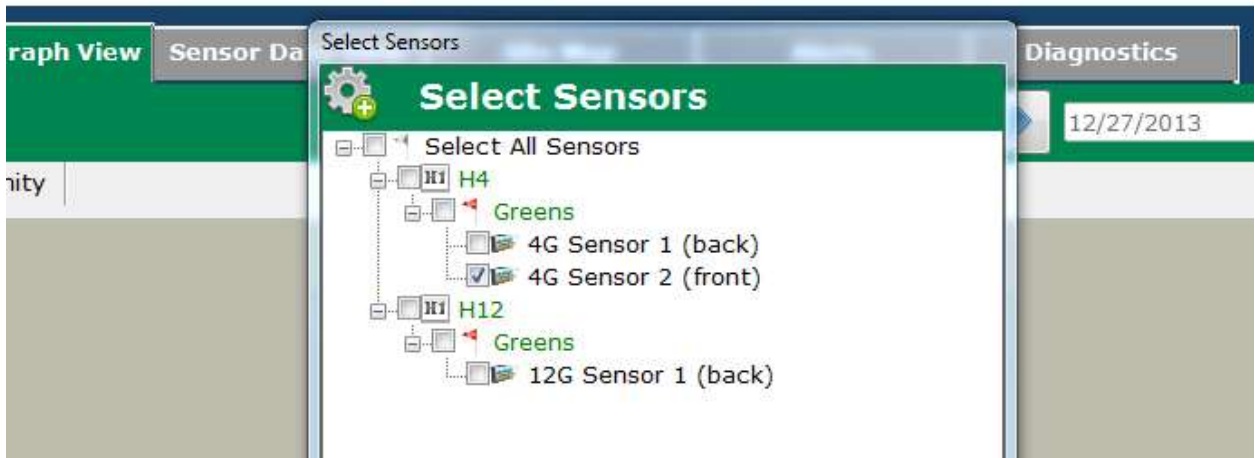 Select Sensors
raph View Sensor Da Diagnostics
Select Sensors
12/27/2013
Select All Sensors
nity
H1 H4
Greens
4G Sensor 1 (back)
4G Sensor 2 (front)
H1 H12
Greens
12G Sensor 1 (back)